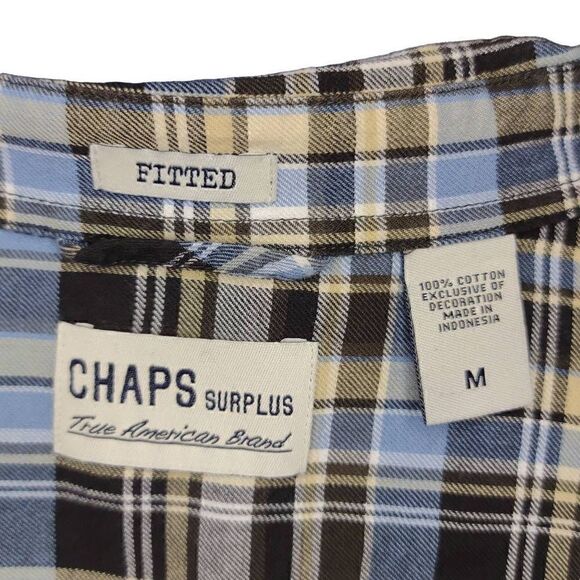 FITTED
CHAPS SURPLUS
True American Brand
100% COTTON
EXCLUSIVE OF
DECORATION
MADE IN
INDONESIA
M